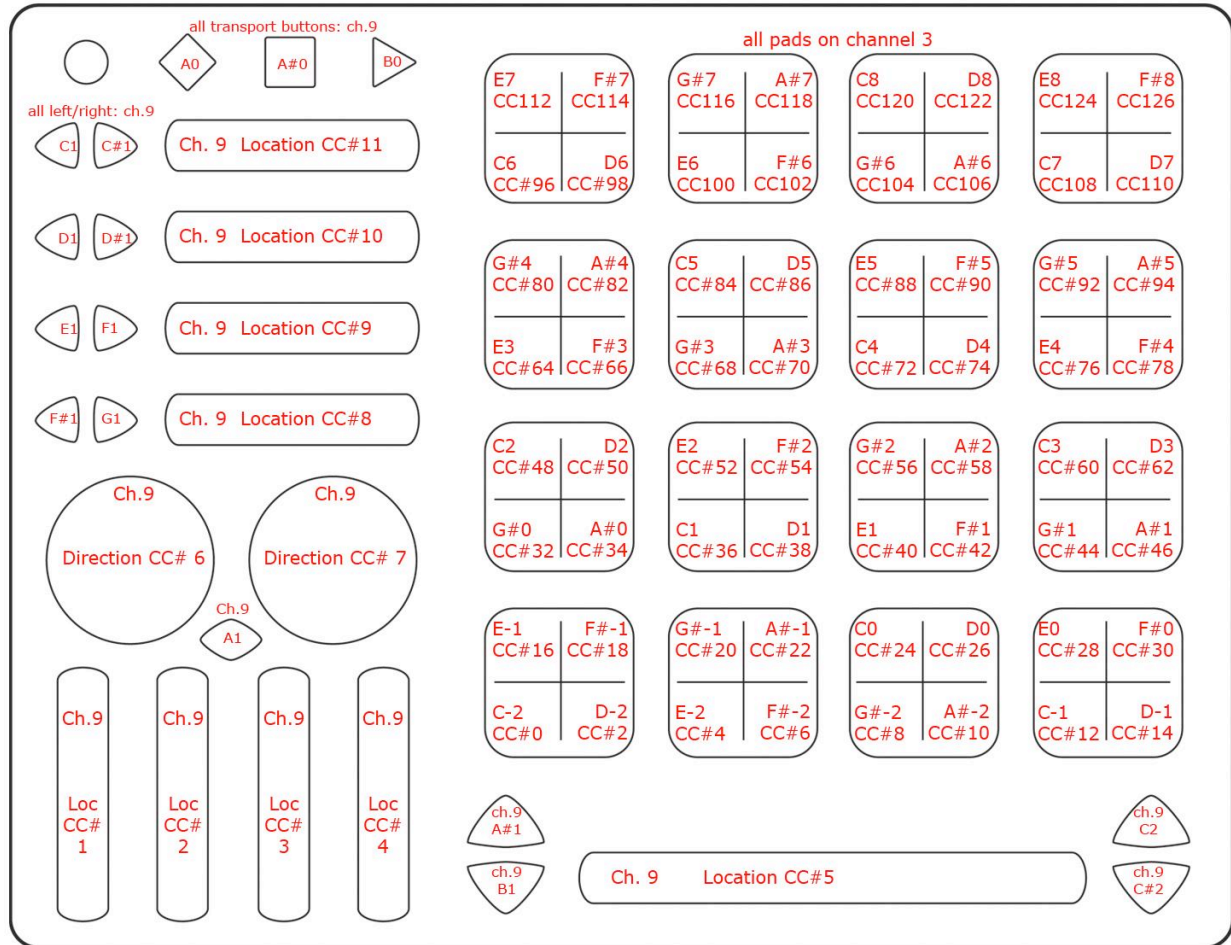 all transport buttons: ch.9
A0
A#0
B0
all left/right: ch.9
C1 C#1
Ch. 9 Location CC#11
D1 D#1
Ch. 9 Location CC#10
E1 F1
Ch. 9 Location CC#9
F#1 G1
Ch. 9 Location CC#8
Ch.9
Direction CC# 6
Ch.9
Direction CC# 7
Ch.9
A1
Ch.9
Loc
CC#
1
Ch.9
Loc
CC#
2
Ch.9
Loc
CC#
3
Ch.9
Loc
CC#
4
all pads on channel 3
E7 F#7 G#7 A#7 C8 D8 E8 F#8
CC112 CC114 CC116 CC118 CC120 CC122 CC124 CC126
C6 D6 E6 F#6 G#6 A#6 C7 D7
CC#96 CC#98 CC100 CC102 CC104 CC106 CC108 CC110
G#4 A#4 C5 D5 E5 F#5 G#5 A#5
CC#80 CC#82 CC#84 CC#86 CC#88 CC#90 CC#92 CC#94
E3 F#3 G#3 A#3 C4 D4 E4 F#4
CC#64 CC#66 CC#68 CC#70 CC#72 CC#74 CC#76 CC#78
C2 D2 E2 F#2 G#2 A#2 C3 D3
CC#48 CC#50 CC#52 CC#54 CC#56 CC#58 CC#60 CC#62
G#0 A#0 C1 D1 E1 F#1 G#1 A#1
CC#32 CC#34 CC#36 CC#38 CC#40 CC#42 CC#44 CC#46
E-1 F#-1 G#-1 A#-1 C0 D0 E0 F#0
CC#16 CC#18 CC#20 CC#22 CC#24 CC#26 CC#28 CC#30
C-2 D-2 E-2 F#-2 G#-2 A#-2 C-1 D-1
CC#0 CC#2 CC#4 CC#6 CC#8 CC#10 CC#12 CC#14
ch.9
A#1
ch.9
B1
Ch. 9 Location CC#5
ch.9
C2
ch.9
C#2